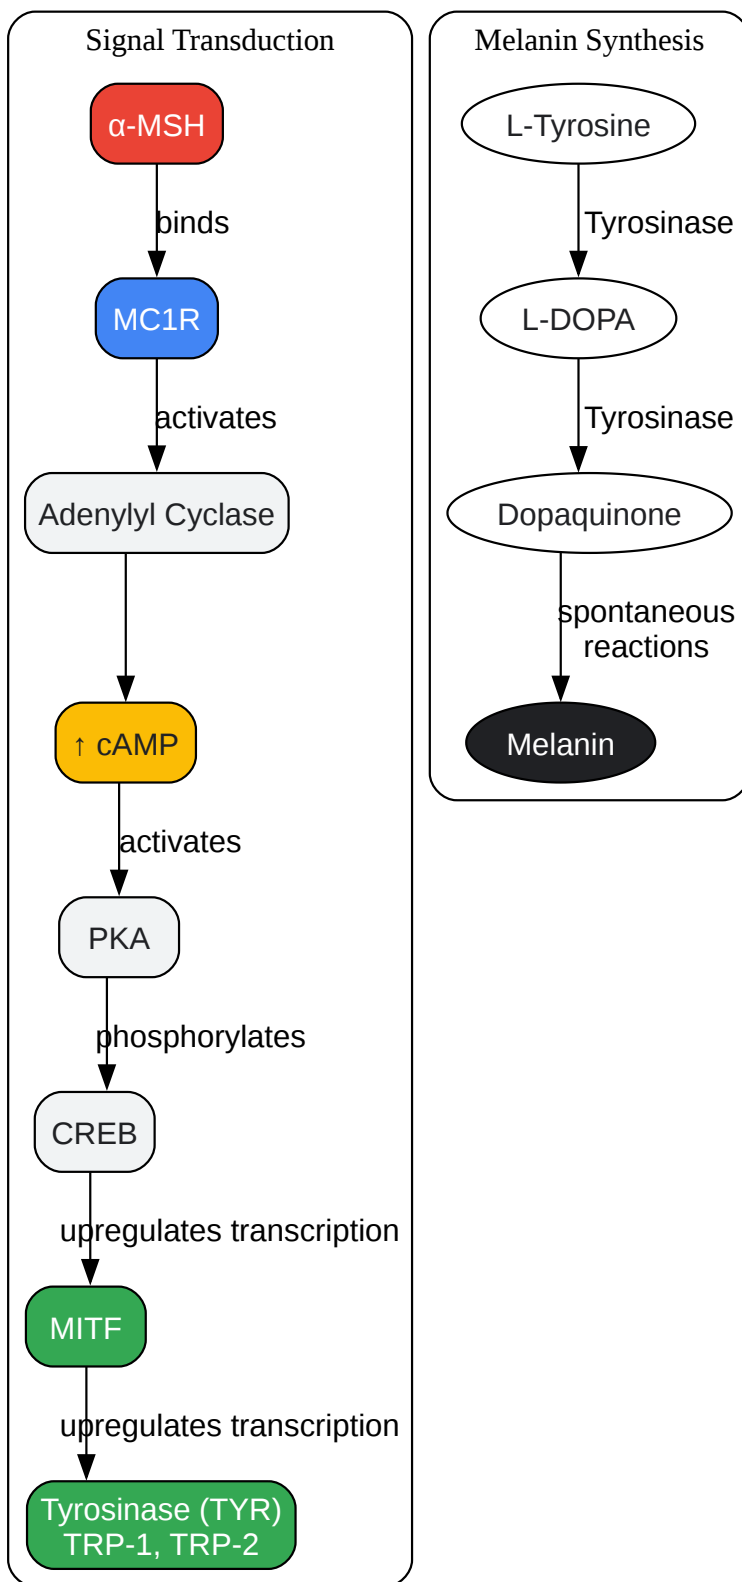 Signal Transduction
α-MSH
binds
MC1R
activates
Adenylyl Cyclase
↑ cAMP
activates
PKA
phosphorylates
CREB
upregulates transcription
MITF
upregulates transcription
Tyrosinase (TYR)
TRP-1, TRP-2
Melanin Synthesis
L-Tyrosine
Tyrosinase
L-DOPA
Tyrosinase
Dopaquinone
spontaneous
reactions
Melanin